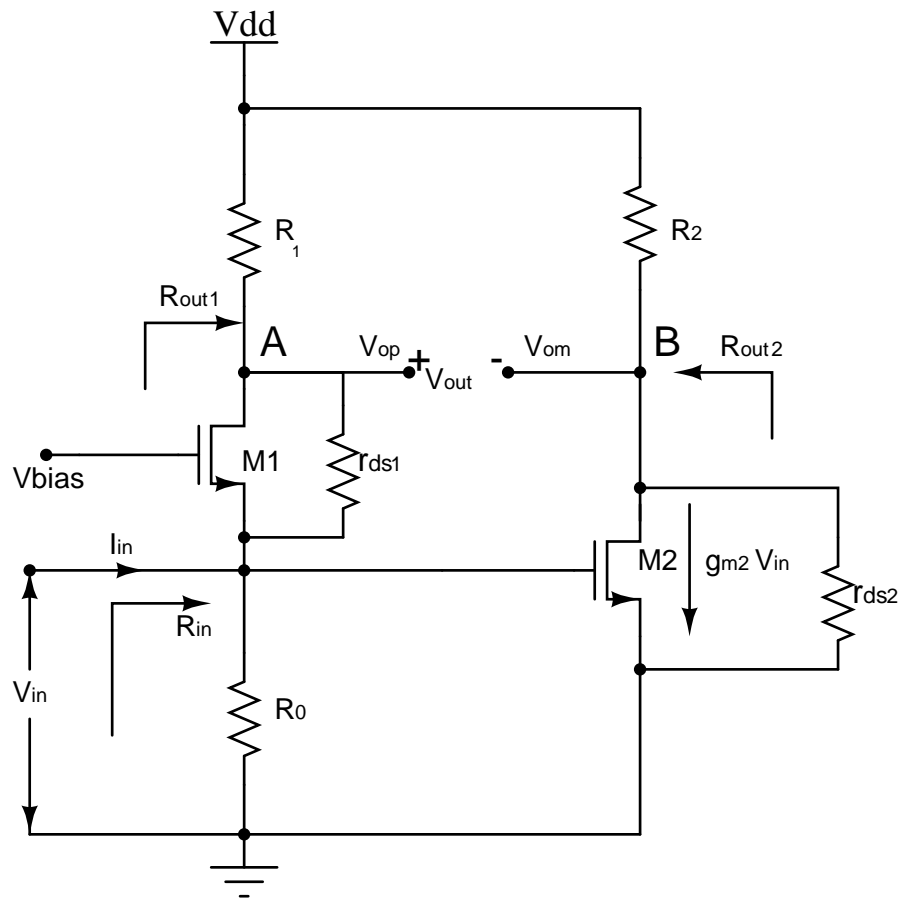 Vdd
R1
R2
Rout1
A
Vop
+
Vout
-
Vom
B
Rout2
M1
rds1
Vbias
Iin
M2
gm2 Vin
rds2
Rin
Vin
R0